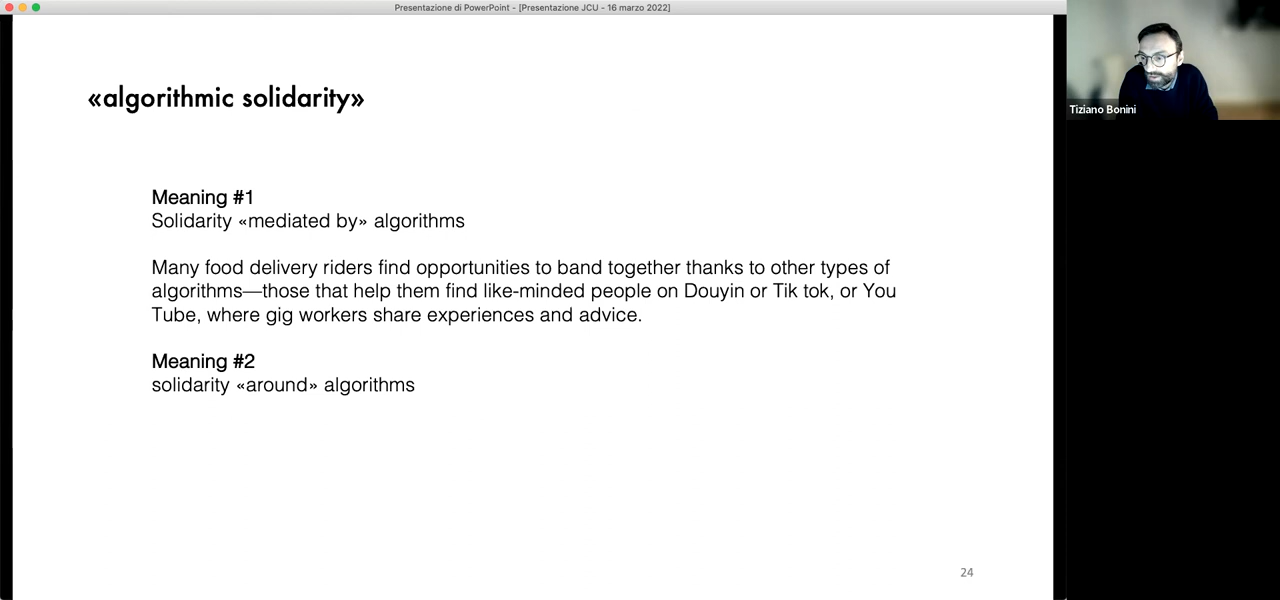 Presentazione di PowerPoint - [Presentazione JCU - 16 marzo 2022]
«algorithmic solidarity»
Meaning #1
Solidarity «mediated by» algorithms
Many food delivery riders find opportunities to band together thanks to other types of
algorithms—those that help them find like-minded people on Douyin or Tik tok, or You
Tube, where gig workers share experiences and advice.
Meaning #2
solidarity «around» algorithms
24
Tiziano Bonini